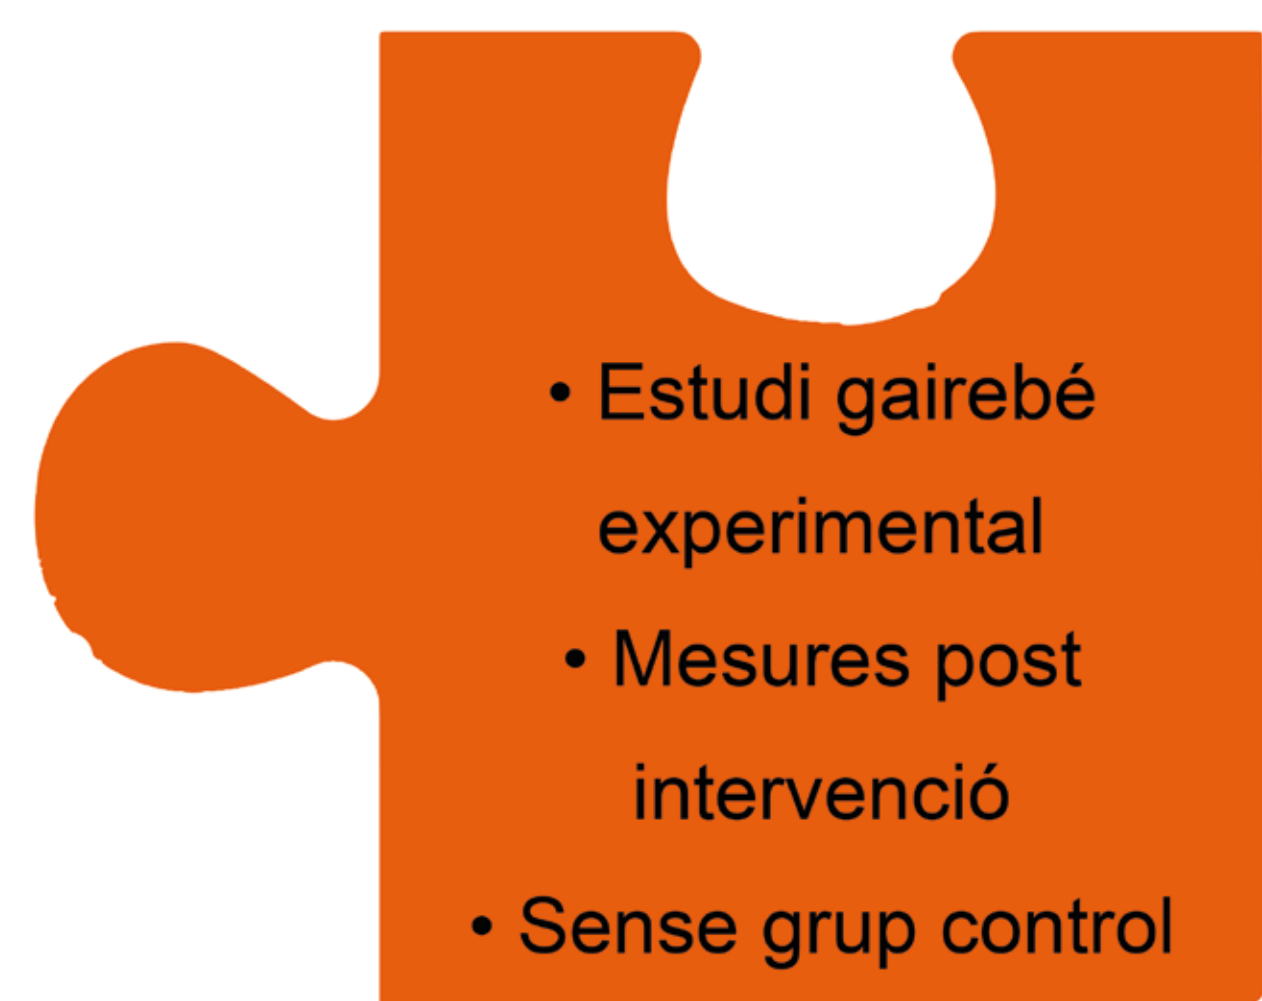 • Estudi gairebé
experimental
• Mesures post
intervenció
• Sense grup control